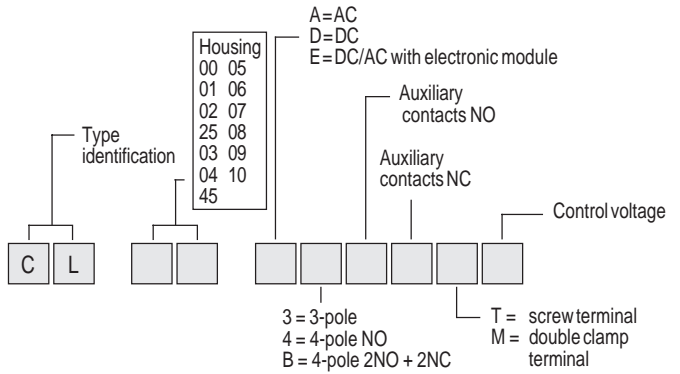 A=AC
D=DC
E=DC/AC with electronic module
Housing
00 05
01 06
02 07
25 08
03 09
04 10
45
Auxiliary
contacts NO
Type
identification
Auxiliary
contacts NC
Control voltage
C L
3 = 3-pole
4 = 4-pole NO
B = 4-pole 2NO + 2NC
T = screw terminal
M = double clamp
terminal